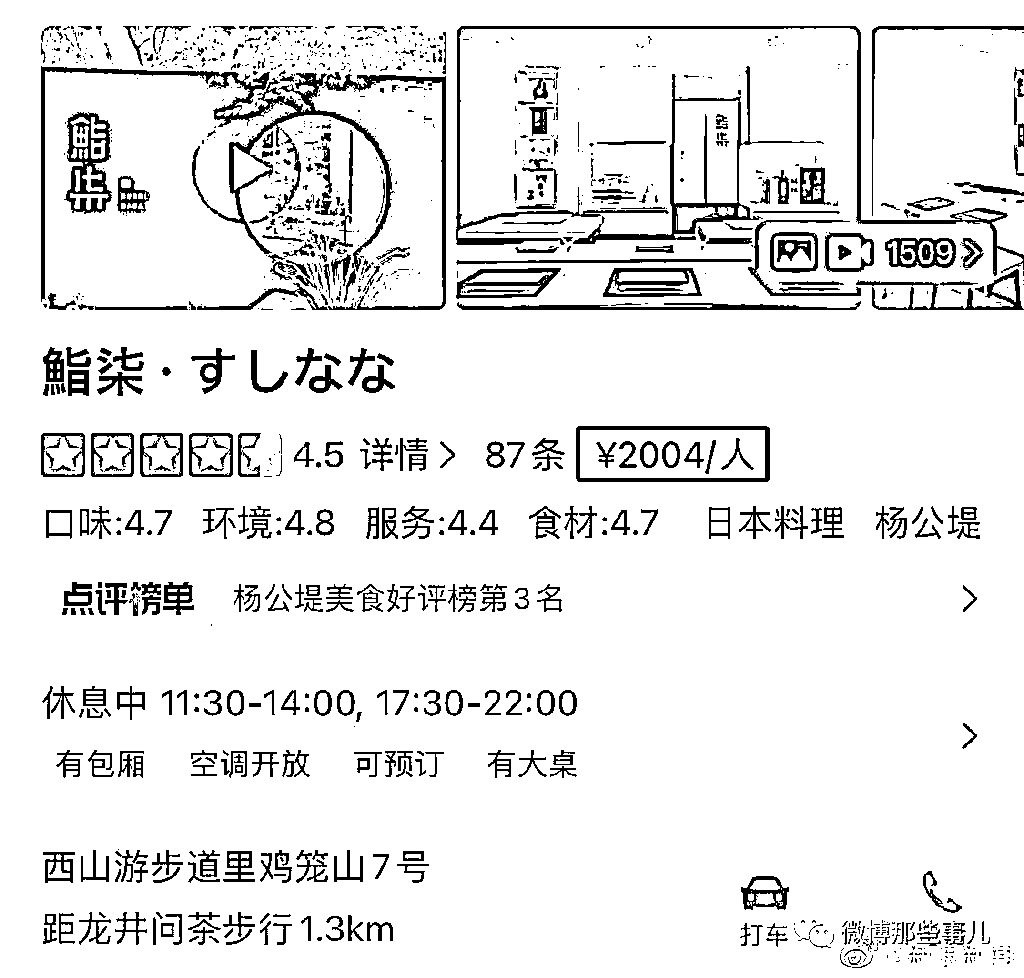 鮨柒
1509
鮨柒·すしなな
4.5 详情 87条 ¥2004/人
口味:4.7 环境:4.8 服务:4.4 食材:4.7 日本料理 杨公堤
点评榜单 杨公堤美食好评榜第3名
休息中 11:30-14:00, 17:30-22:00
有包厢 空调开放 可预订 有大桌
西山游步道里鸡笼山7号
距龙井问茶步行1.3km
打车 微博那些事儿